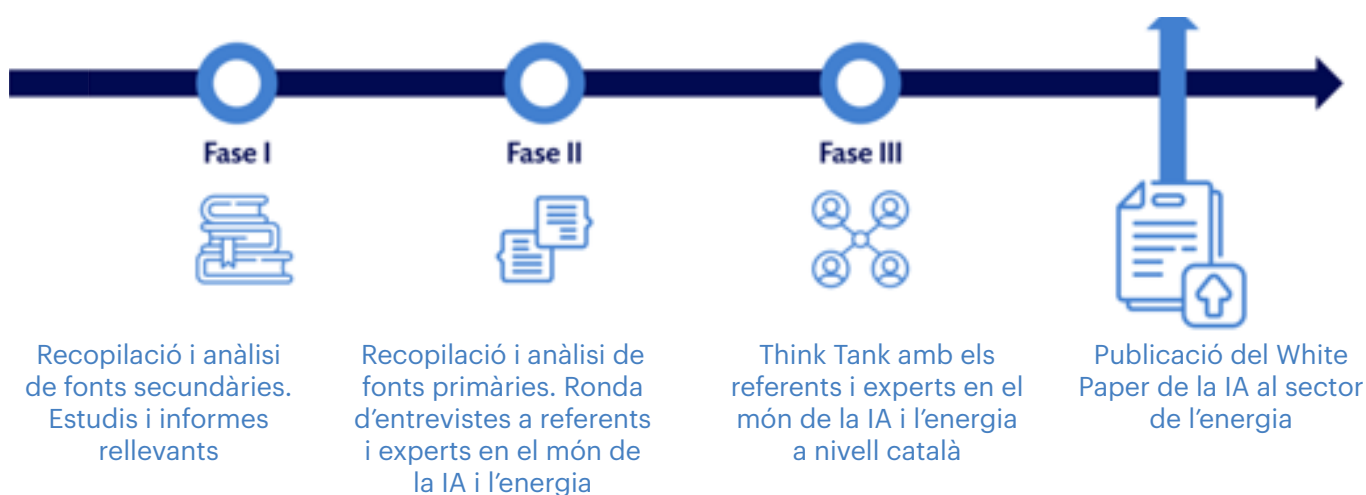 Fase I
Fase II
Fase III
Recopilació i anàlisi
de fonts secundàries.
Estudis i informes
rellevants
Recopilació i anàlisi de
fonts primàries. Ronda
d'entrevistes a referents
i experts en el món de
la IA i l'energia
Think Tank amb els
referents i experts en el
món de la IA i l'energia
a nivell català
Publicació del White
Paper de la IA al sector
de l'energia